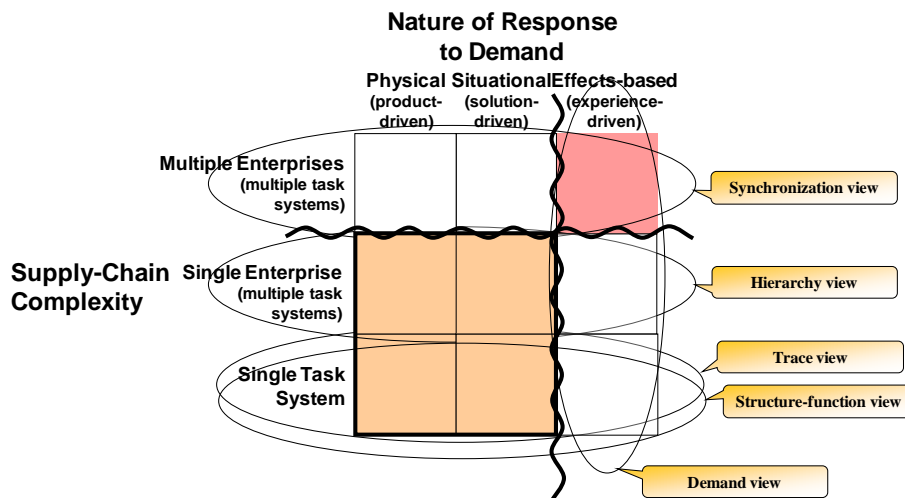 Nature of Response
to Demand
Physical SituationalEffects-based
(product-
driven)
(solution-
driven)
(experience-
driven)
Multiple Enterprises
(multiple task
systems)
Synchronization view
Supply-Chain
Complexity
Single Enterprise
(multiple task
systems)
Hierarchy view
Trace view
Single Task
System
Structure-function view
Demand view